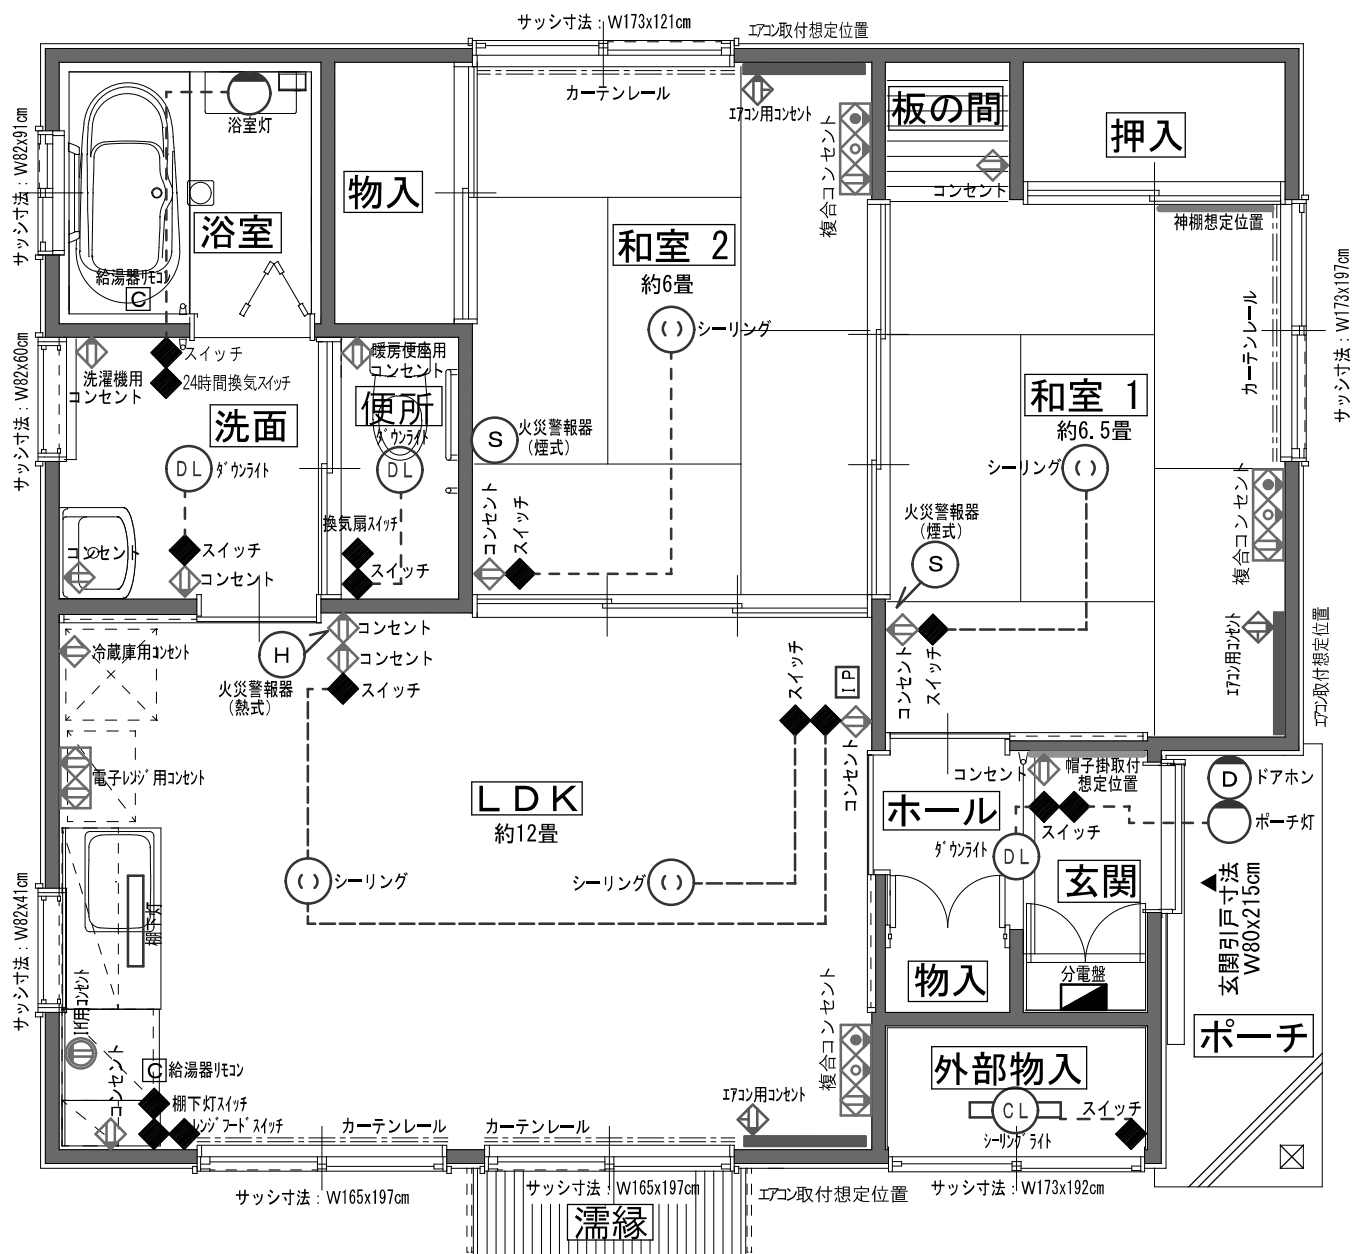 サッシ寸法：W173x121cm
エアコン取付想定位置
カーテンレール
エアコン用コンセント
複合コンセント
板の間
コンセント
押入
神棚想定位置
カーテンレール
サッシ寸法：W173x197cm
サッシ寸法：W82x91cm
浴室灯
浴室
給湯器リモコン
C
物入
和室 2
約6畳
シーリング
和室 1
約6.5畳
シーリング
サッシ寸法：W82x60cm
洗濯機用
コンセント
スイッチ
24時間換気スイッチ
洗面
DL
ダウンライト
スイッチ
コンセント
コンセント
暖房便座用
コンセント
便所
ダウンライト
DL
換気扇スイッチ
スイッチ
S
火災警報器
(煙式)
コンセント
スイッチ
火災警報器
(煙式)
S
コンセント
スイッチ
複合コンセント
エアコン用コンセント
エアコン取付想定位置
冷蔵庫用コンセント
H
火災警報器
(熱式)
コンセント
コンセント
スイッチ
スイッチ
IP
コンセント
電子レンジ用コンセント
LDK
約12畳
シーリング
シーリング
コンセント
帽子掛取付
想定位置
ホール
スイッチ
ダウンライト
DL
玄関
D
ドアホン
ポーチ灯
玄関引戸寸法
W80x215cm
サッシ寸法：W82x41cm
棚下灯
IH用コンセント
コンセント
C
給湯器リモコン
棚下灯スイッチ
レンジフードスイッチ
カーテンレール
カーテンレール
エアコン用コンセント
複合コンセント
物入
分電盤
ポーチ
外部物入
CL
シーリングライト
スイッチ
サッシ寸法：W165x197cm
サッシ寸法：W165x197cm
エアコン取付想定位置
サッシ寸法：W173x192cm
濡縁